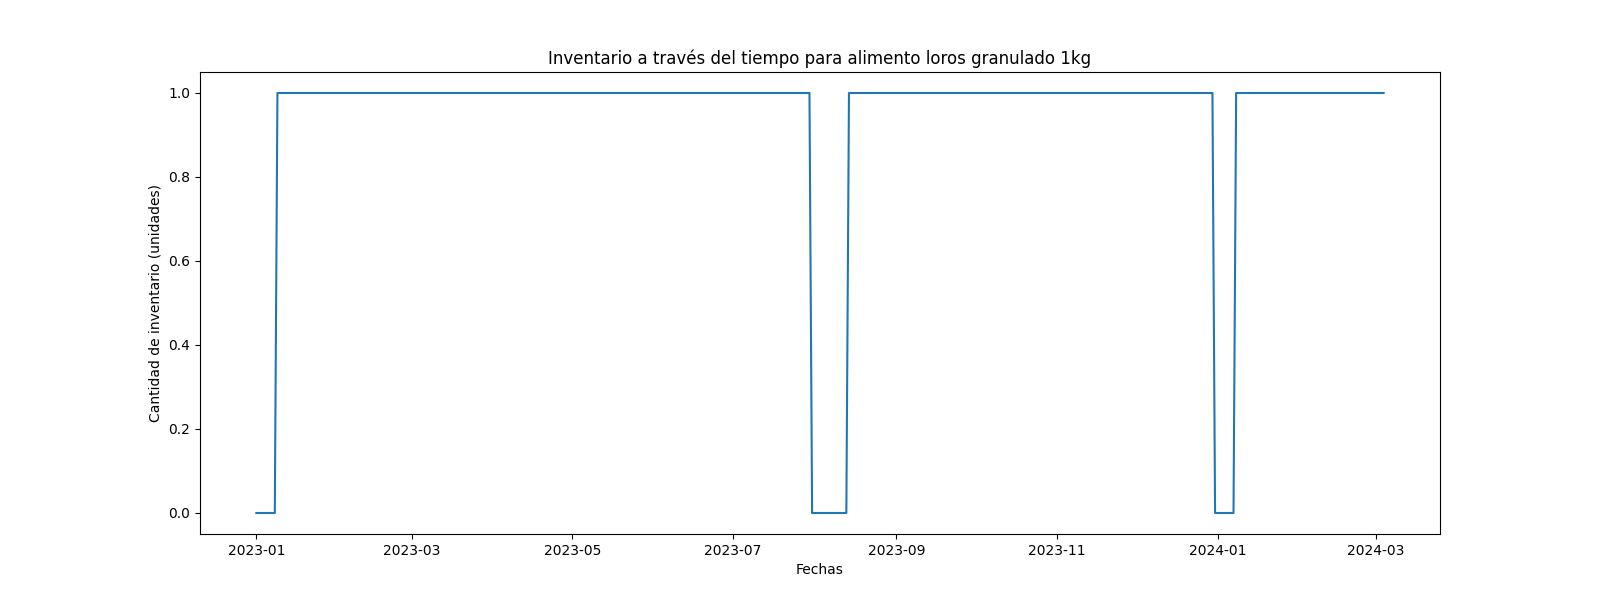 Inventario a través del tiempo para alimento loros granulado 1kg
Cantidad de inventario (unidades)
1.0
0.8
0.6
0.4
0.2
0.0
2023-01 2023-03 2023-05 2023-07 2023-09 2023-11 2024-01 2024-03
Fechas